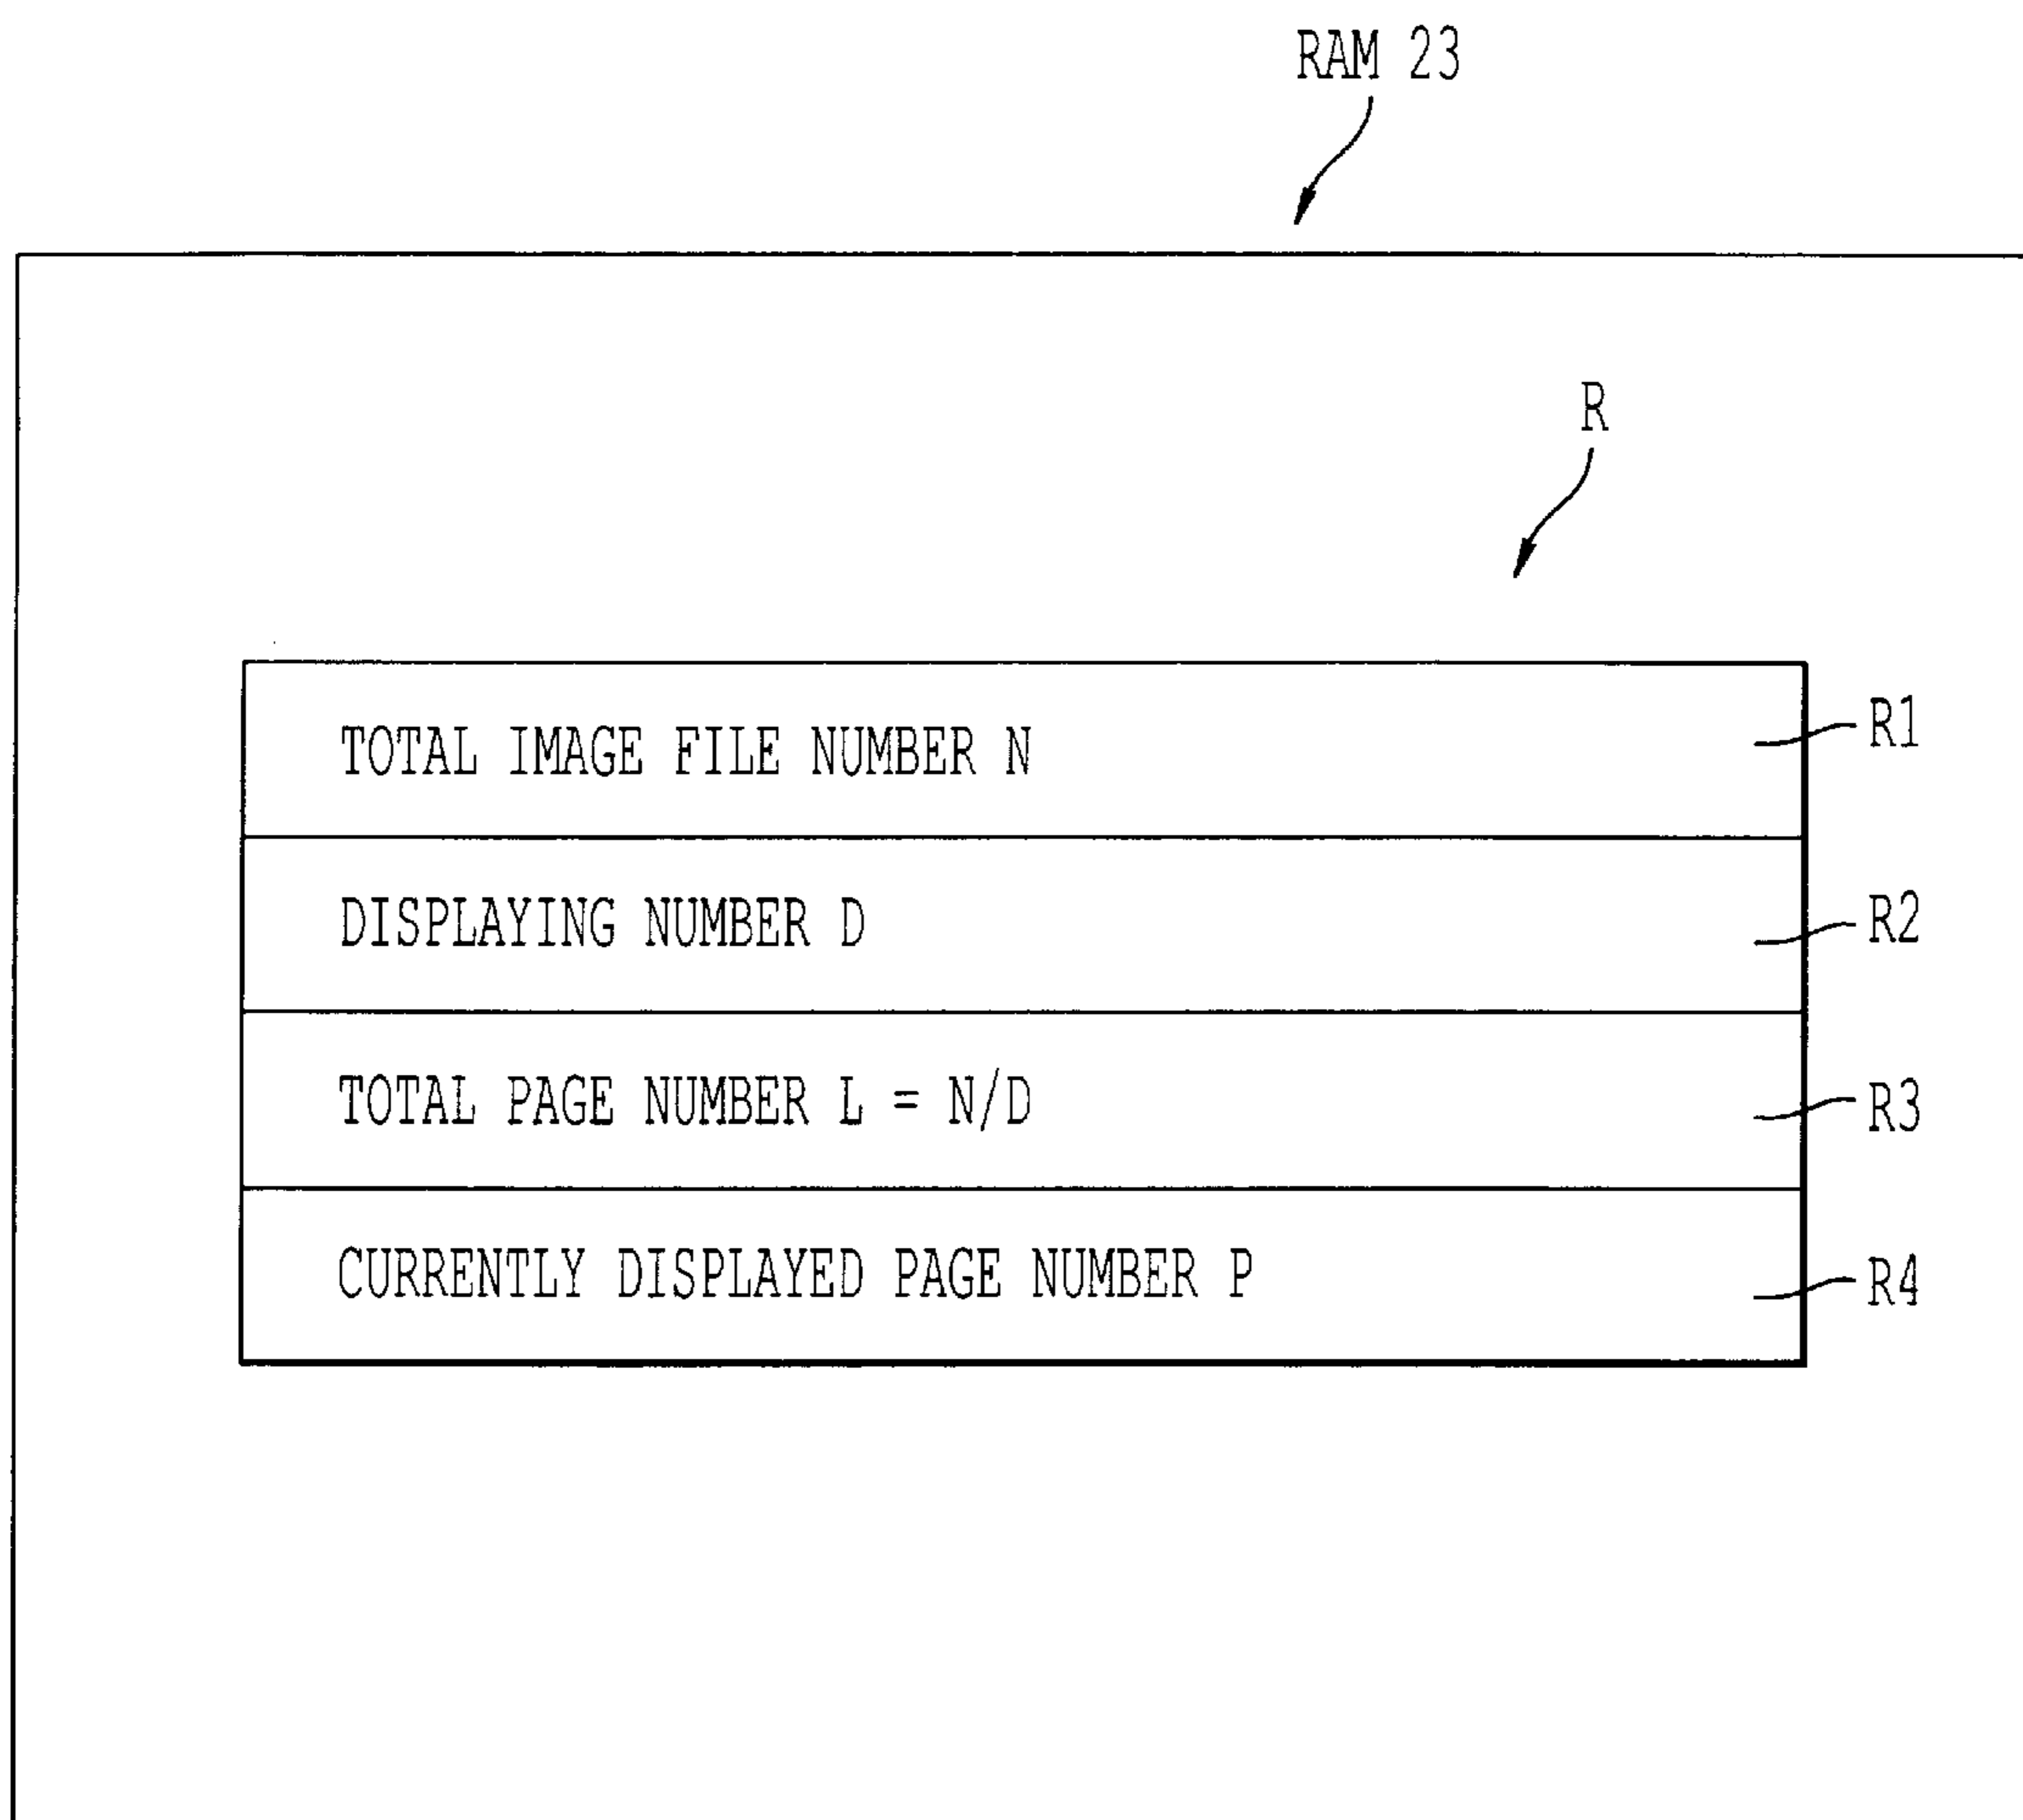 RAM 23
R
TOTAL IMAGE FILE NUMBER N
R1
DISPLAYING NUMBER D
R2
TOTAL PAGE NUMBER L = N/D
R3
CURRENTLY DISPLAYED PAGE NUMBER P
R4